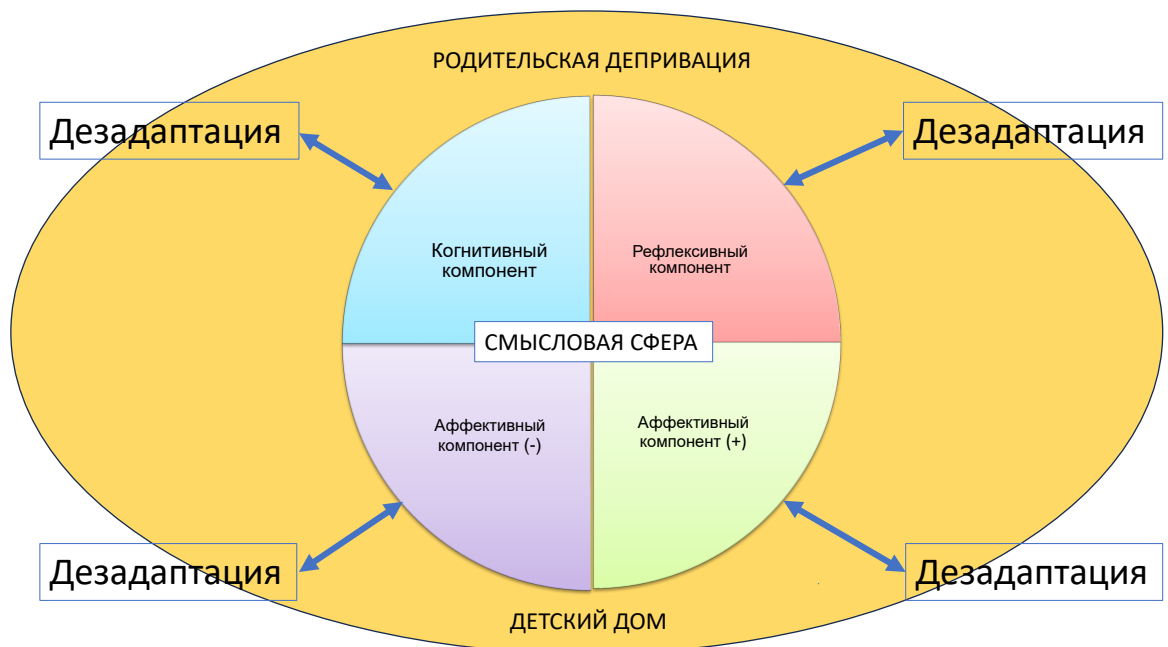 РОДИТЕЛЬСКАЯ ДЕПРИВАЦИЯ
Дезадаптация
Дезадаптация
Когнитивный
компонент
Рефлексивный
компонент
СМЫСЛОВАЯ СФЕРА
Аффективный
компонент (-)
Аффективный
компонент (+)
Дезадаптация
Дезадаптация
ДЕТСКИЙ ДОМ